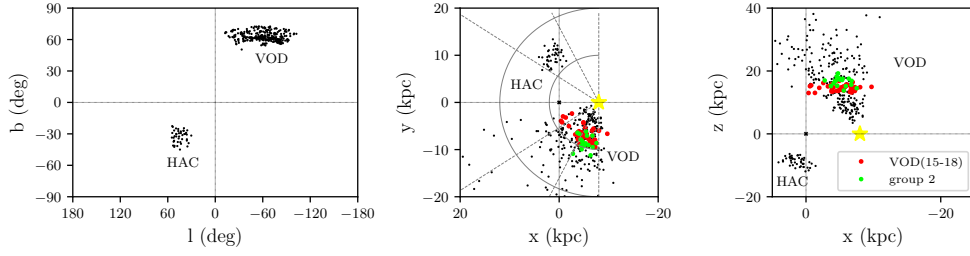 90
60
30
0
−30
−60
−90
b (deg)
180
120
60
0
−60
−120
−180
l (deg)
VOD
HAC
20
10
0
−10
−20
y (kpc)
20
0
−20
x (kpc)
HAC
VOD
40
20
0
−20
z (kpc)
0
−20
x (kpc)
VOD
HAC
VOD(15-18)
group 2